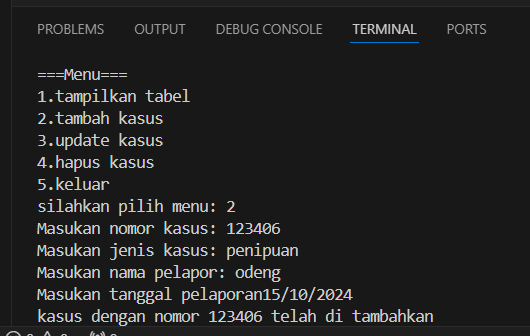 PROBLEMS OUTPUT DEBUG CONSOLE TERMINAL PORTS
===Menu===
1.tampilkan tabel
2.tambah kasus
3.update kasus
4.hapus kasus
5.keluar
silahkan pilih menu: 2
Masukan nomor kasus: 123406
Masukan jenis kasus: penipuan
Masukan nama pelapor: odeng
Masukan tanggal pelaporan15/10/2024
kasus dengan nomor 123406 telah di tambahkan